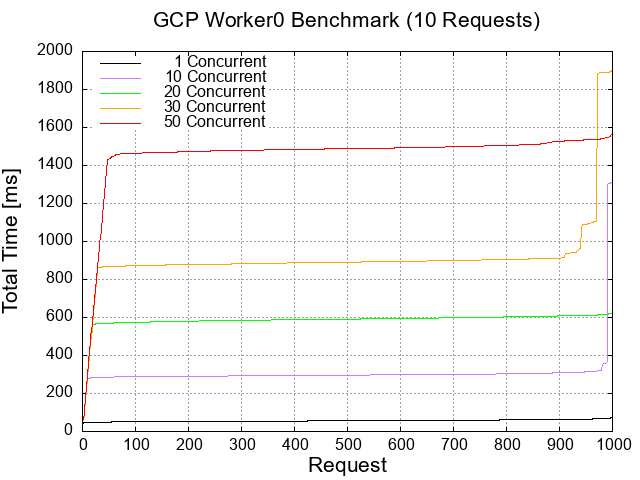 GCP Worker0 Benchmark (10 Requests)
2000
1800
1600
1400
1200
1000
800
600
400
200
0
Total Time [ms]
1 Concurrent
10 Concurrent
20 Concurrent
30 Concurrent
50 Concurrent
0 100 200 300 400 500 600 700 800 900 1000
Request